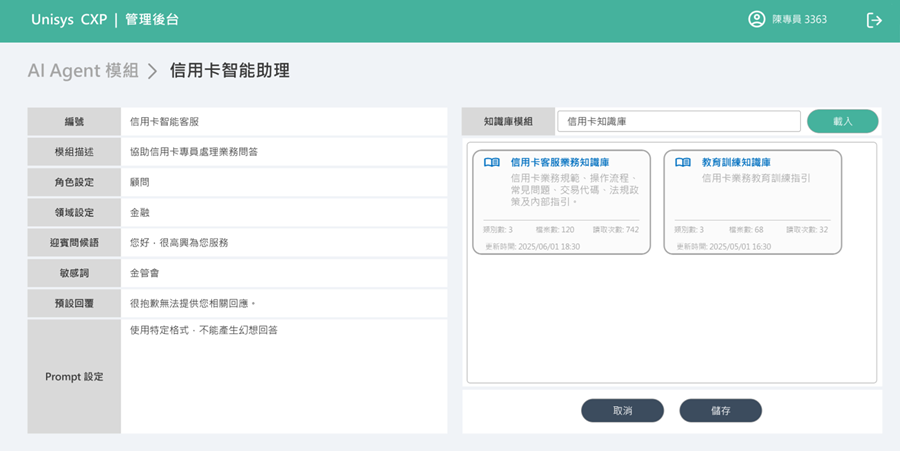 Unisys CXP | 管理後台
陳專員 3363
AI Agent 模組 > 信用卡智能助理
編號 信用卡智能客服
模組描述 協助信用卡專員處理業務問答
角色設定 顧問
領域設定 金融
迎賓問候語 您好，很高興為您服務
敏感詞 金管會
預設回覆 很抱歉無法提供您相關回應。
Prompt 設定 使用特定格式，不能產生幻想回答
知識庫模組 信用卡知識庫 載入
信用卡客服業務知識庫
信用卡業務規範、操作流程、
常見問題、交易代碼、法規政
策及內部指引。
類別數: 3 檔案數: 120 讀取次數: 742
更新時間: 2025/06/01 18:30
教育訓練知識庫
信用卡業務教育訓練指引
類別數: 3 檔案數: 68 讀取次數: 32
更新時間: 2025/05/01 16:30
取消 儲存